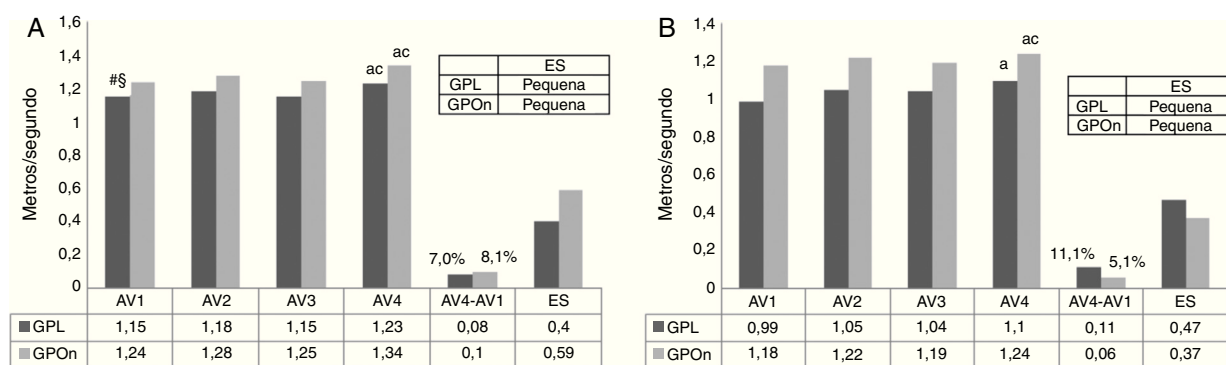 A
Metros/segundo
1,6
1,4
1,2
1
0,8
0,6
0,4
0,2
0
#§
ac
ac
7,0%
8,1%
ES
GPL Pequena
GPOn Pequena
AV1 AV2 AV3 AV4 AV4-AV1 ES
GPL 1,15 1,18 1,15 1,23 0,08 0,4
GPOn 1,24 1,28 1,25 1,34 0,1 0,59
B
Metros/segundo
1,4
1,2
1
0,8
0,6
0,4
0,2
0
a
ac
11,1%
5,1%
ES
GPL Pequena
GPOn Pequena
AV1 AV2 AV3 AV4 AV4-AV1 ES
GPL 0,99 1,05 1,04 1,1 0,11 0,47
GPOn 1,18 1,22 1,19 1,24 0,06 0,37